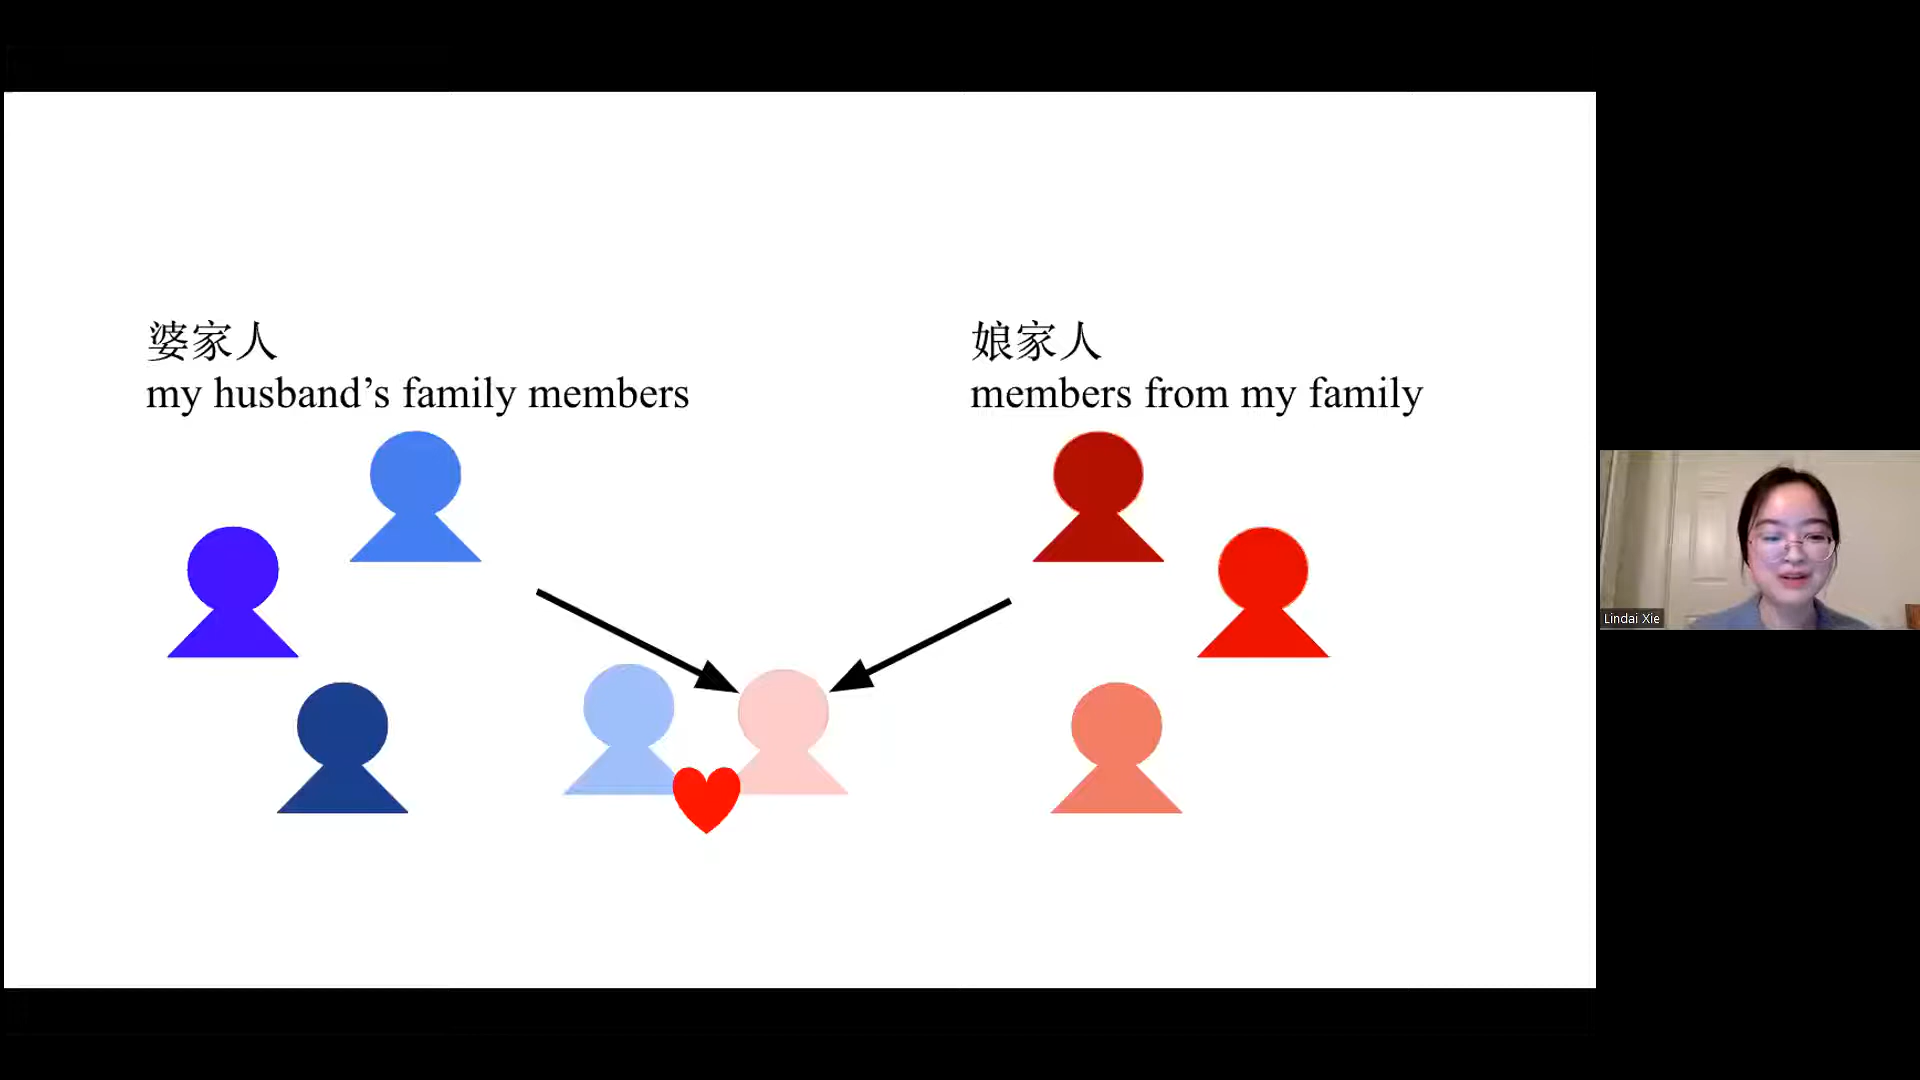 婆家人
my husband’s family members
娘家人
members from my family
Lindai Xie